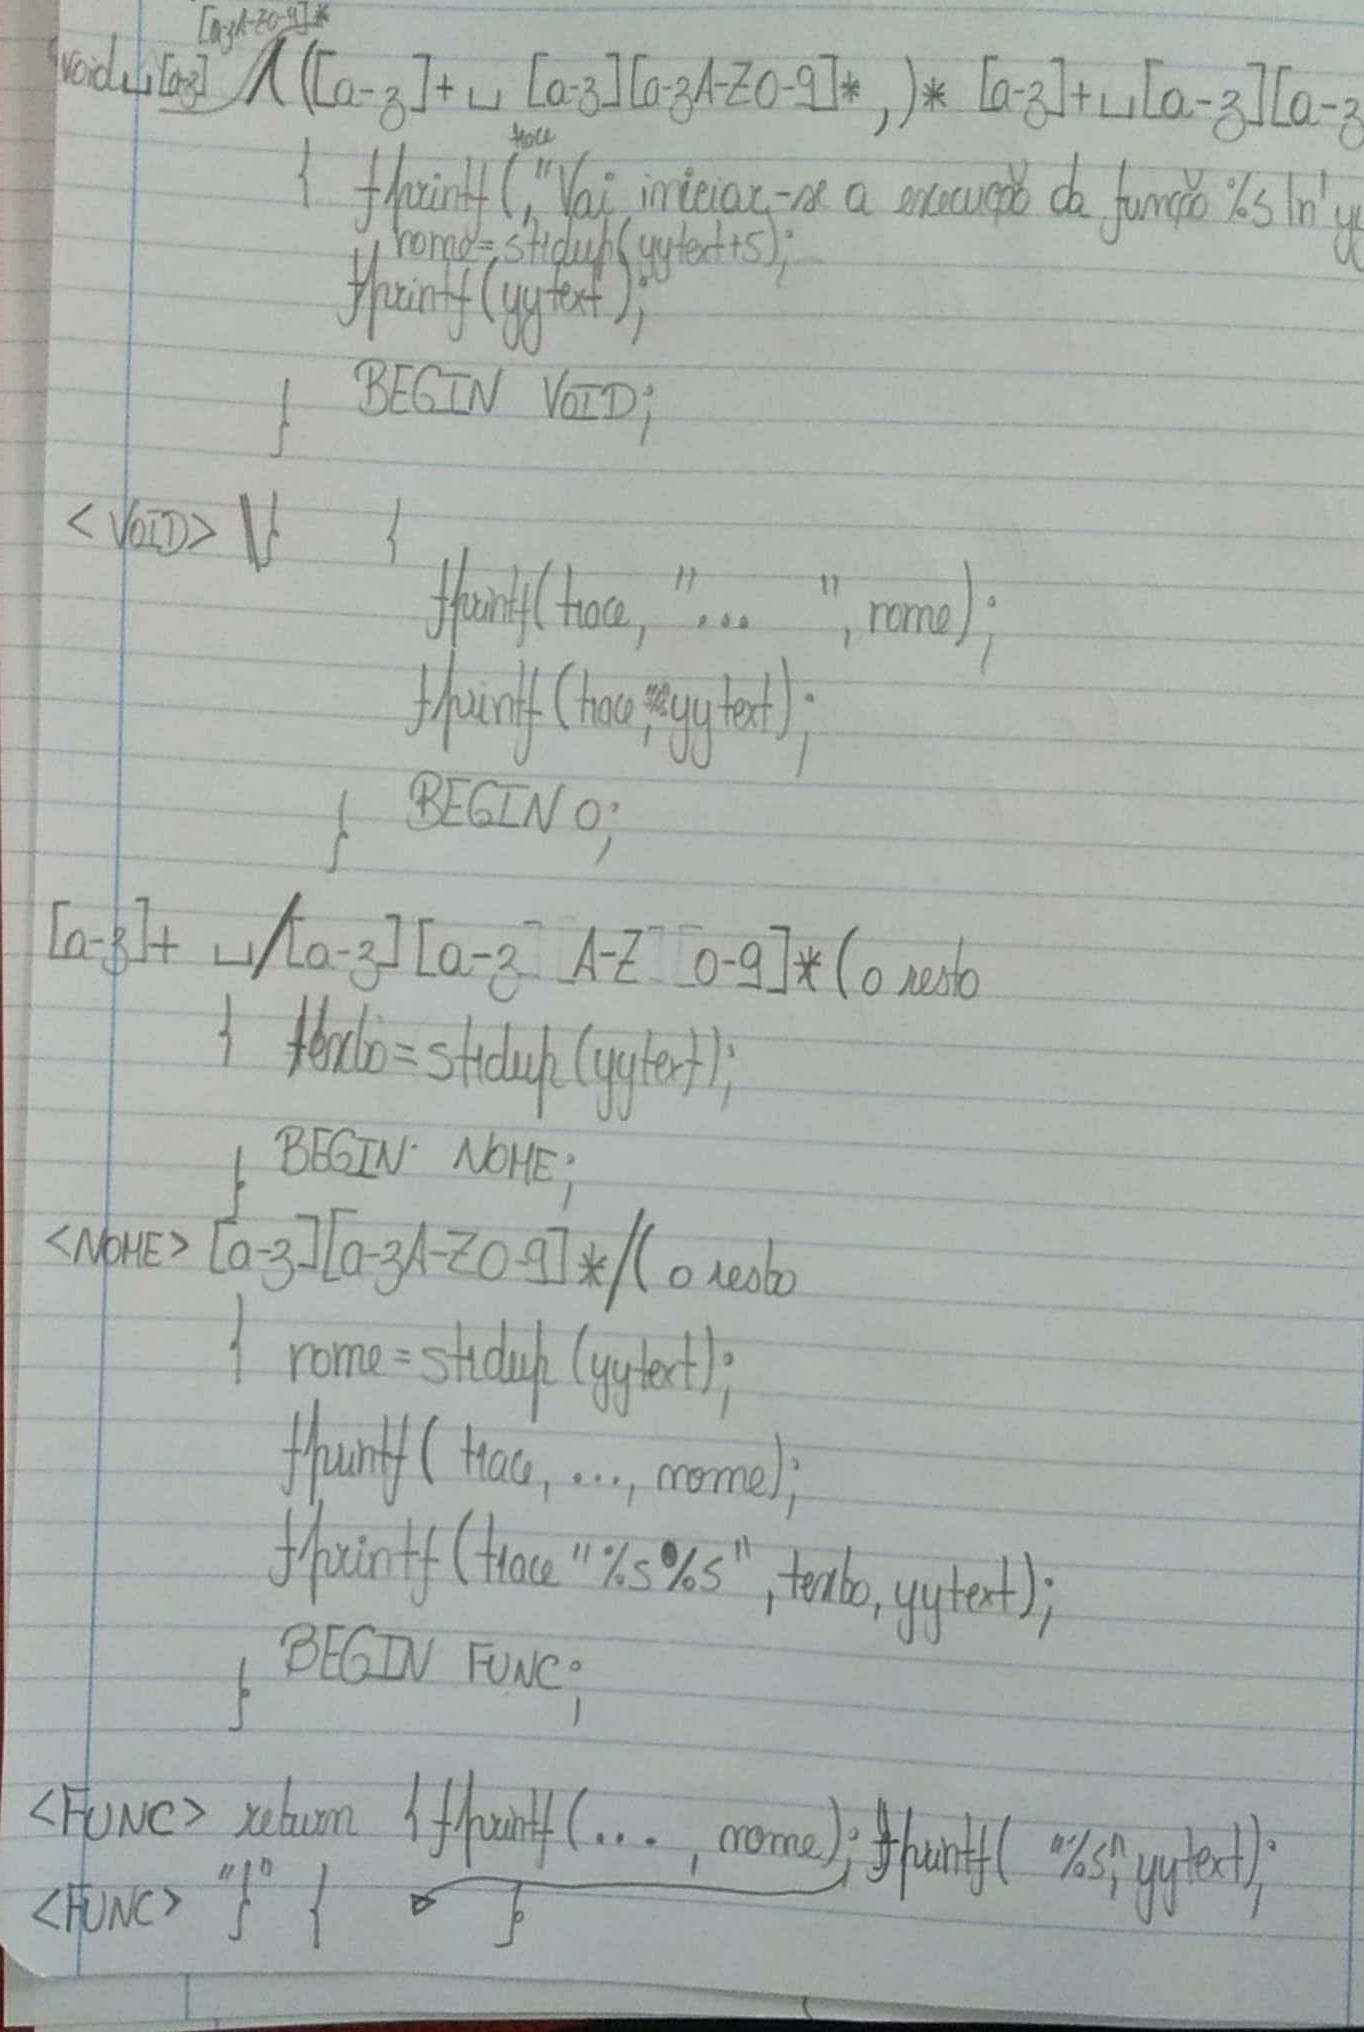 [a-zA-Z0-9]*
void␣[a-z] /\(([a-z]+␣[a-z][a-zA-Z0-9]*,)* [a-z]+␣[a-z][a-z
trace
{ fprintf(,"Vai iniciar-se a execução da função %s \n" yy
nome=strdup(yytext+5);
fprintf(yytext);
BEGIN VOID;
}
<VOID> \} {
fprintf(trace, "... ", nome);
fprintf(trace,"%s"yytext);
BEGIN 0;
}
[a-z]+ ␣/[a-z][a-z A-Z 0-9]*(o resto
{ texto=strdup(yytext);
BEGIN NOME;
}
<NOME> [a-z][a-zA-Z0-9]*/( o resto
{ nome=strdup(yytext);
fprintf( trace, ..., nome);
fprintf(trace "%s%s", texto, yytext);
BEGIN FUNC;
}
<FUNC> return { fprintf(... , nome); fprintf( "%s", yytext);
<FUNC> "}" { }